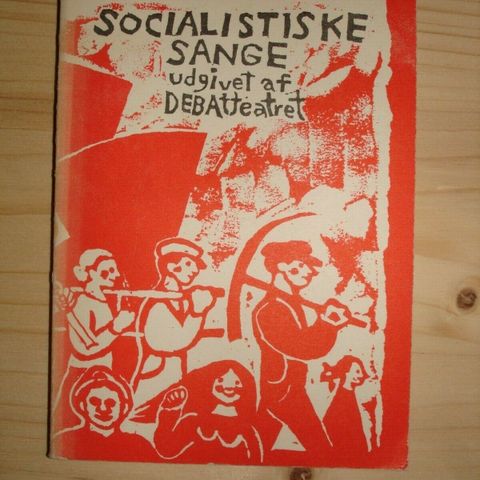 SOCIALISTISKE
SANGE
udgivet af
DEBATteatret